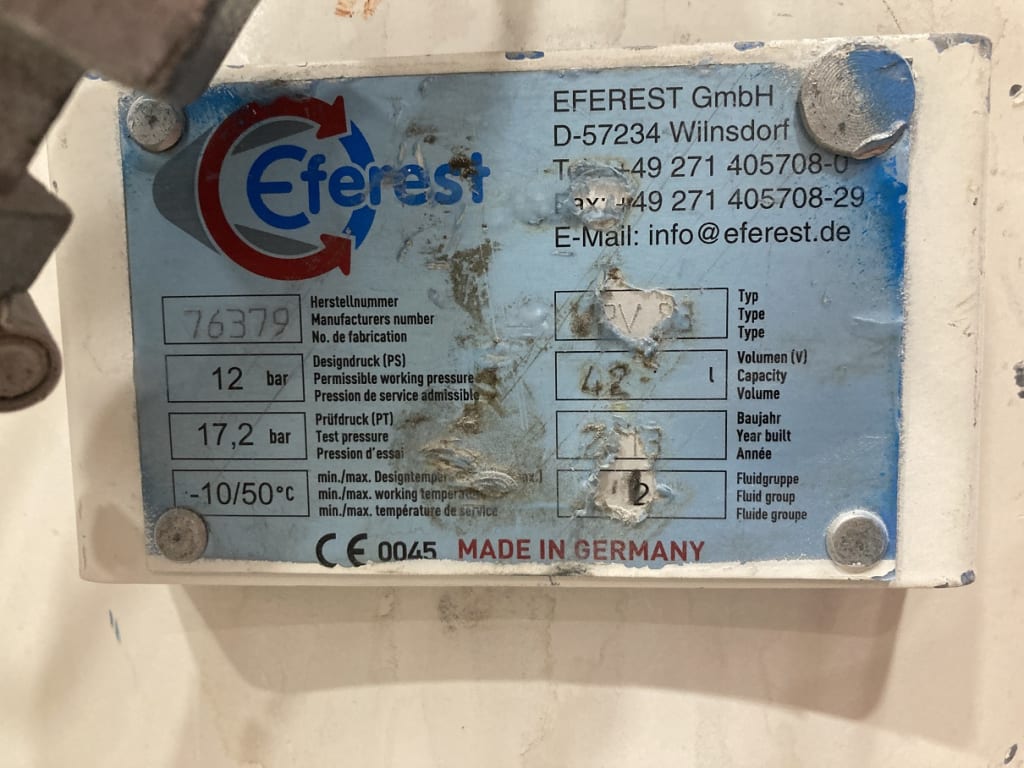 Eferest
EFEREST GmbH
D-57234 Wilnsdorf
+49 271 405708-0
+49 271 405708-29
E-Mail: info@eferest.de
76379
Herstellnummer
Manufacturers number
No. de fabrication
12 bar
Designdruck (PS)
Permissible working pressure
Pression de service admissible
17,2 bar
Prüfdruck (PT)
Test pressure
Pression d'essai
-10/50°C
min./max.
min./max. working
min./max. température de service
Typ
Type
Type
42 l
Volumen (V)
Capacity
Volume
Baujahr
Year built
Année
2
Fluidgruppe
Fluid group
Fluide groupe
CE 0045 MADE IN GERMANY